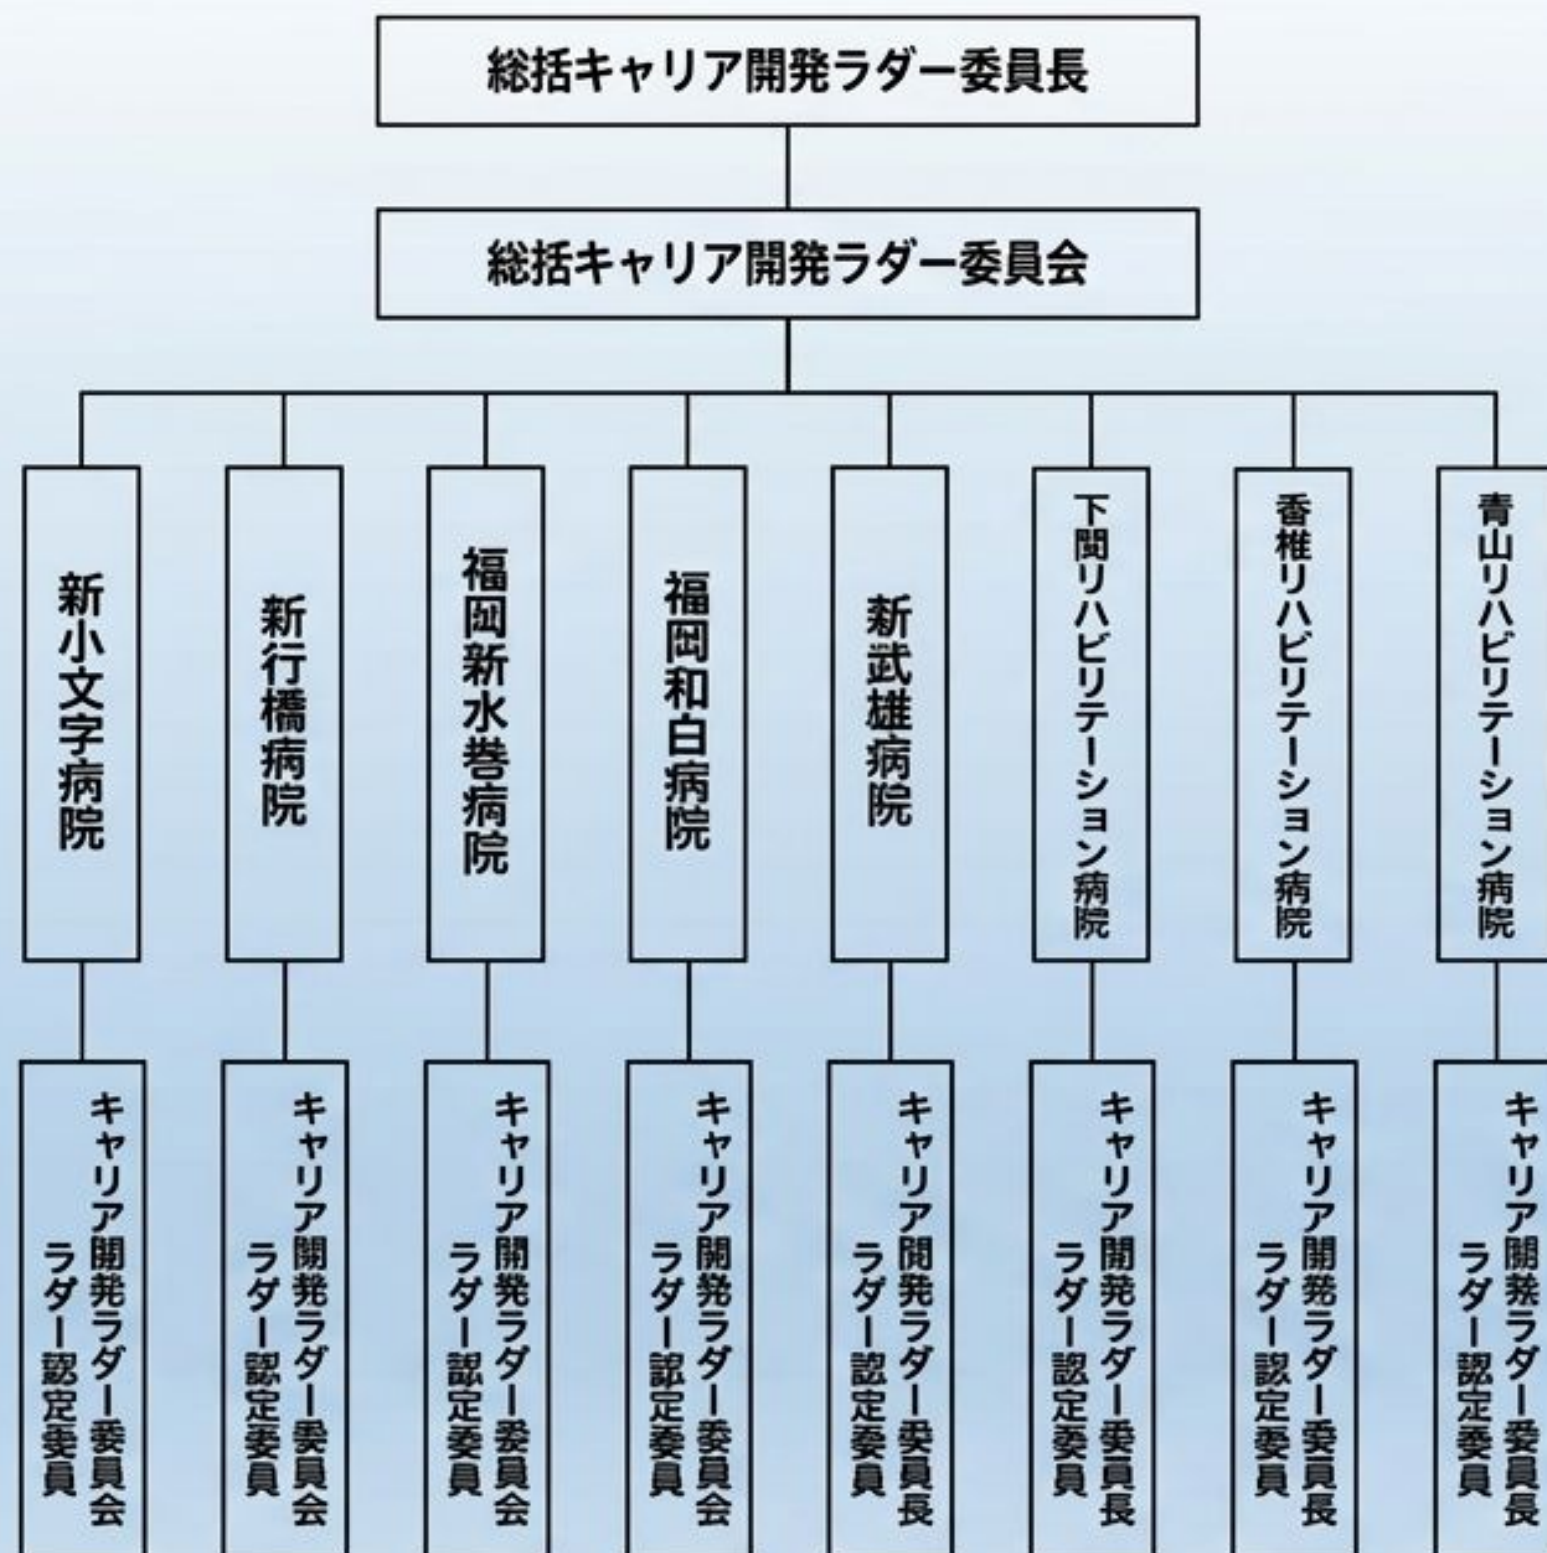 総括キャリア開発ラダー委員長
総括キャリア開発ラダー委員会
新小文字病院
新行橋病院
福岡新水巻病院
福岡和白病院
新武雄病院
下関リハビリテーション病院
香椎リハビリテーション病院
青山リハビリテーション病院
キャリア開発ラダー委員会
ラダー認定委員
キャリア開発ラダー委員会
ラダー認定委員
キャリア開発ラダー委員会
ラダー認定委員
キャリア開発ラダー委員会
ラダー認定委員
キャリア開発ラダー委員長
ラダー認定委員
キャリア開発ラダー委員長
ラダー認定委員
キャリア開発ラダー委員長
ラダー認定委員
キャリア開発ラダー委員長
ラダー認定委員